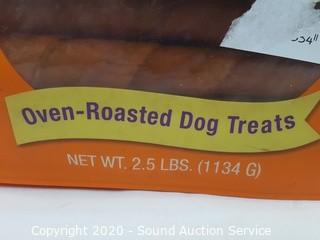 Oven-Roasted Dog Treats
NET WT. 2.5 LBS. (1134 G)
Copyright 2020 - Sound Auction Service